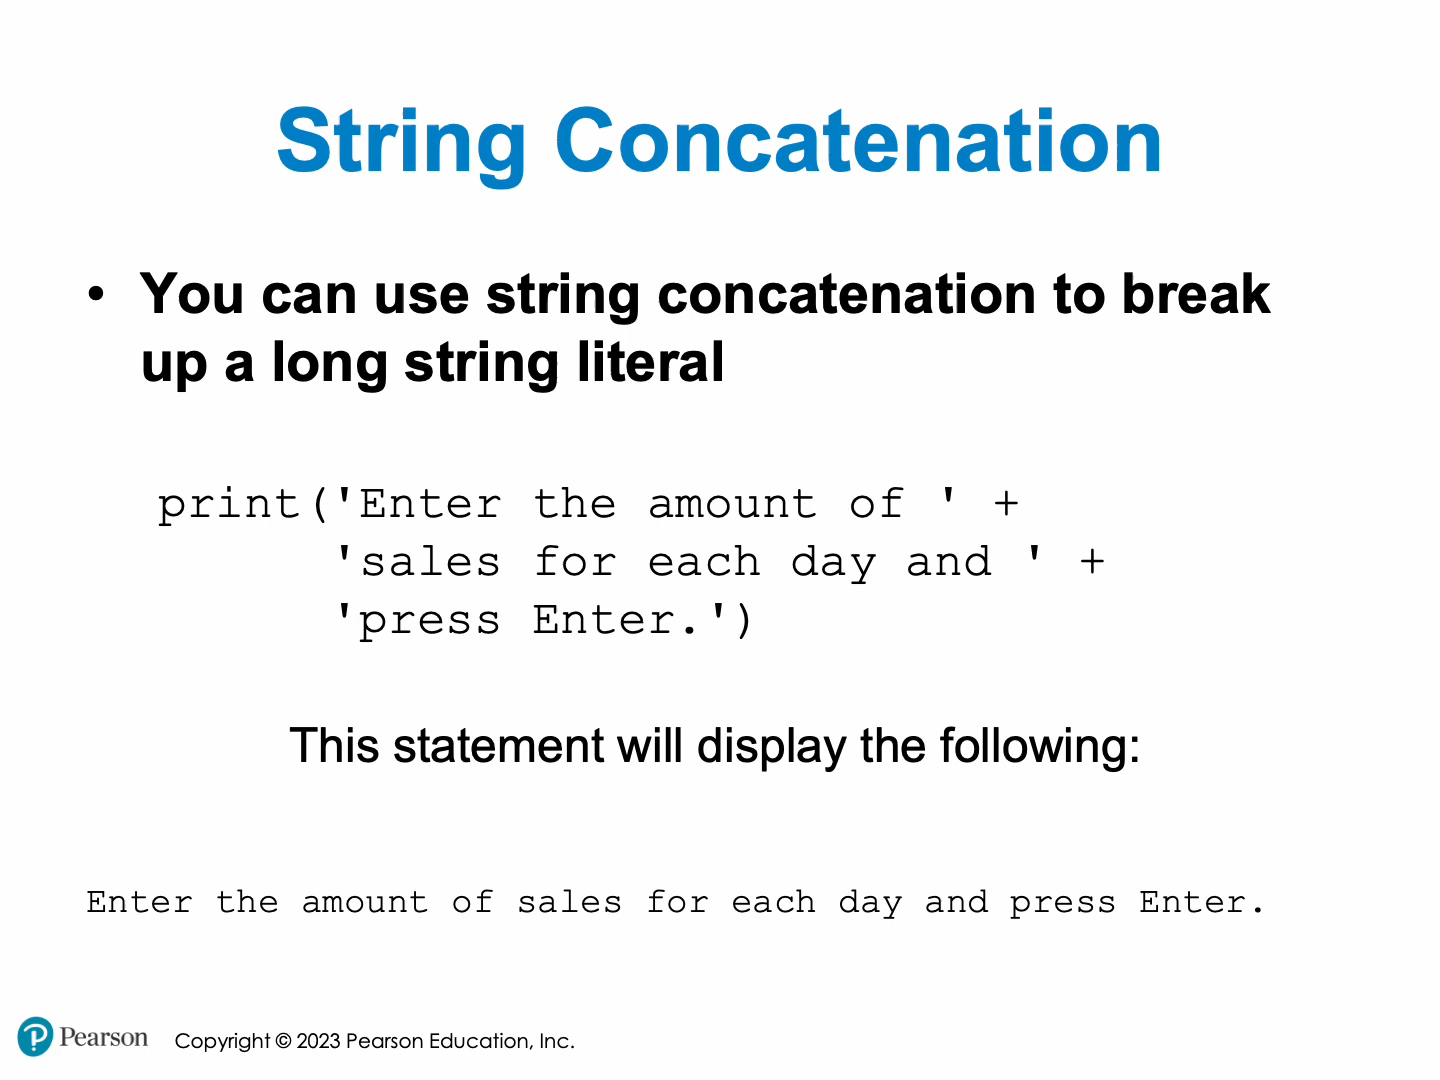 String Concatenation
• You can use string concatenation to break
up a long string literal
print('Enter the amount of ' +
'sales for each day and ' +
'press Enter.')
This statement will display the following:
Enter the amount of sales for each day and press Enter.
P Pearson Copyright © 2023 Pearson Education, Inc.